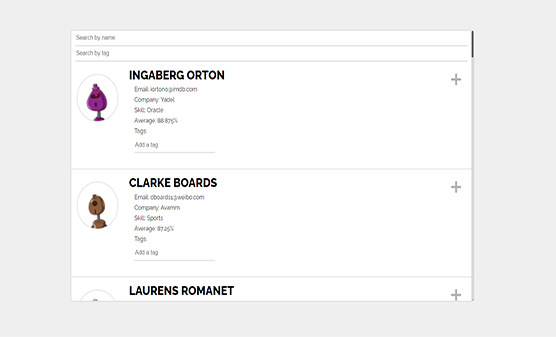 Search by name
Search by tag
INGABERG ORTON
Email: iortono@imdb.com
Company: Yadel
Skill: Oracle
Average: 88.875%
Tags:
Add a tag
CLARKE BOARDS
Email: cboards1@weibo.com
Company: Avamm
Skill: Sports
Average: 87.25%
Tags:
Add a tag
LAURENS ROMANET